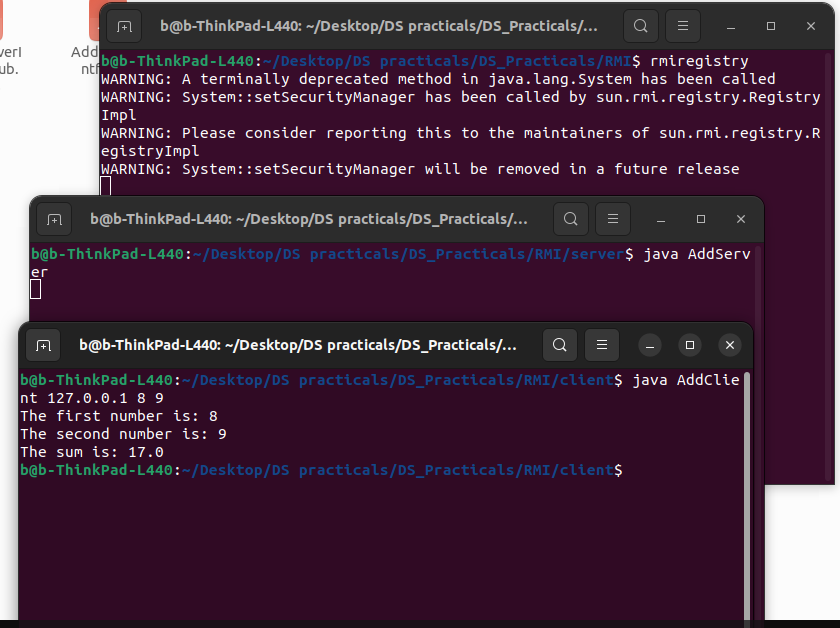 verI
ub.
Add
ntf
b@b-ThinkPad-L440: ~/Desktop/DS practicals/DS_Practicals/...
b@b-ThinkPad-L440:~/Desktop/DS practicals/DS_Practicals/RMI$ rmiregistry
WARNING: A terminally deprecated method in java.lang.System has been called
WARNING: System::setSecurityManager has been called by sun.rmi.registry.Registry
Impl
WARNING: Please consider reporting this to the maintainers of sun.rmi.registry.R
egistryImpl
WARNING: System::setSecurityManager will be removed in a future release
b@b-ThinkPad-L440: ~/Desktop/DS practicals/DS_Practicals/...
b@b-ThinkPad-L440:~/Desktop/DS practicals/DS_Practicals/RMI/server$ java AddServ
er
b@b-ThinkPad-L440: ~/Desktop/DS practicals/DS_Practicals/...
b@b-ThinkPad-L440:~/Desktop/DS practicals/DS_Practicals/RMI/client$ java AddClie
nt 127.0.0.1 8 9
The first number is: 8
The second number is: 9
The sum is: 17.0
b@b-ThinkPad-L440:~/Desktop/DS practicals/DS_Practicals/RMI/client$